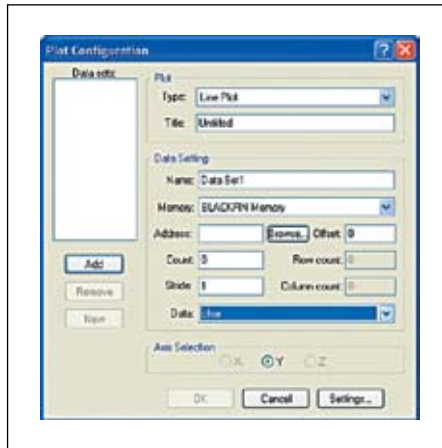 Plot Configuration
Data sets:
Plot
Type: Line Plot
Title: Untitled
Data Setting
Name: Data Set1
Memory: BLACKFIN Memory
Address: Browse... Offset: 0
Count: 0 Row count: 0
Stride: 1 Column count: 0
Data: char
Axis Selection
X Y Z
Add
Remove
New
OK Cancel Settings...